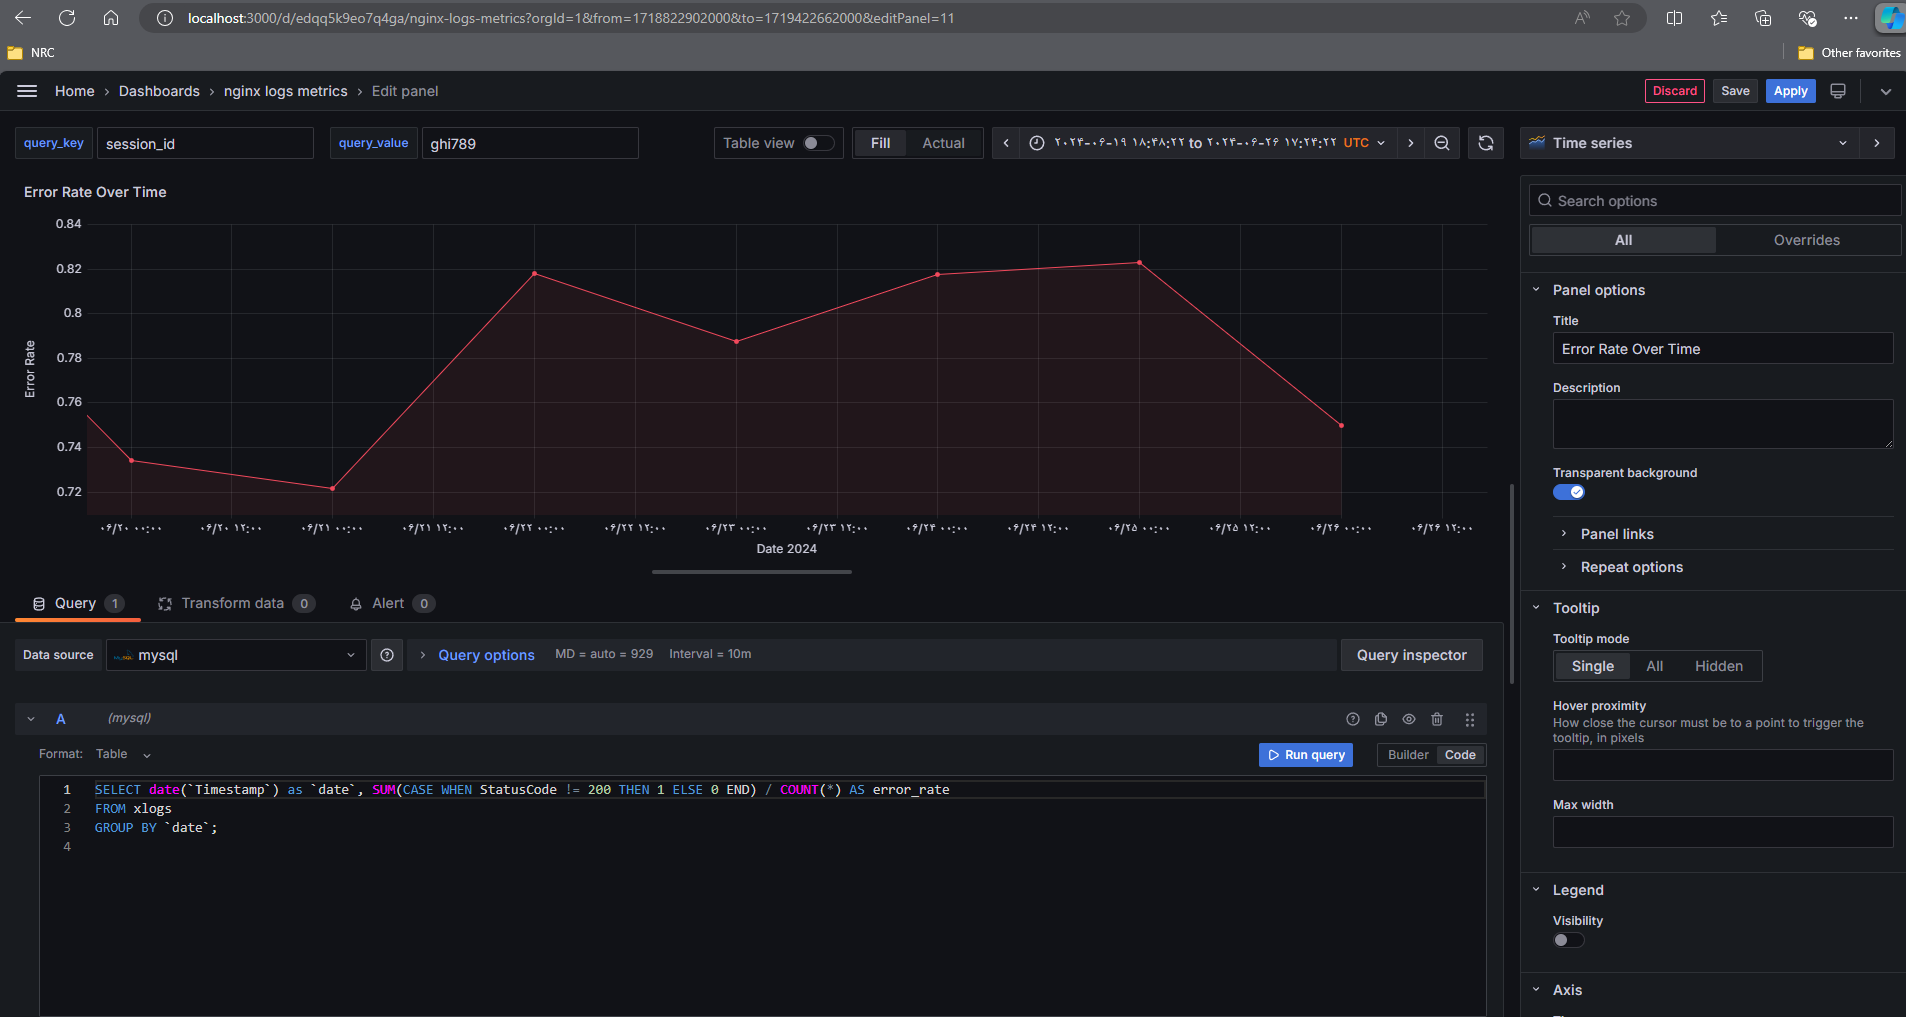 localhost:3000/d/edqq5k9eo7q4ga/nginx-logs-metrics?orgId=1&from=1718822902000&to=1719422662000&editPanel=11
NRC
Other favorites
Home › Dashboards › nginx logs metrics › Edit panel
Discard Save Apply
query_key session_id query_value ghi789
Table view Fill Actual
۲۰۲۴-۰۶-۱۹ ۱۸:۴۸:۲۲ to ۲۰۲۴-۰۶-۲۶ ۱۷:۲۴:۲۲ UTC
Time series
Error Rate Over Time
0.84
0.82
0.8
0.78
0.76
0.74
0.72
Error Rate
۰۶/۲۰ ۰۰:۰۰ ۰۶/۲۰ ۱۲:۰۰ ۰۶/۲۱ ۰۰:۰۰ ۰۶/۲۱ ۱۲:۰۰ ۰۶/۲۲ ۰۰:۰۰ ۰۶/۲۲ ۱۲:۰۰ ۰۶/۲۳ ۰۰:۰۰ ۰۶/۲۳ ۱۲:۰۰ ۰۶/۲۴ ۰۰:۰۰ ۰۶/۲۴ ۱۲:۰۰ ۰۶/۲۵ ۰۰:۰۰ ۰۶/۲۵ ۱۲:۰۰ ۰۶/۲۶ ۰۰:۰۰ ۰۶/۲۶ ۱۲:۰۰
Date 2024
Query 1 Transform data 0 Alert 0
Data source mysql Query options MD = auto = 929 Interval = 10m Query inspector
A (mysql)
Format: Table Run query Builder Code
1 SELECT date(`Timestamp`) as `date`, SUM(CASE WHEN StatusCode != 200 THEN 1 ELSE 0 END) / COUNT(*) AS error_rate
2 FROM xlogs
3 GROUP BY `date`;
4
Search options
All Overrides
Panel options
Title
Error Rate Over Time
Description
Transparent background
Panel links
Repeat options
Tooltip
Tooltip mode
Single All Hidden
Hover proximity
How close the cursor must be to a point to trigger the
tooltip, in pixels
Max width
Legend
Visibility
Axis